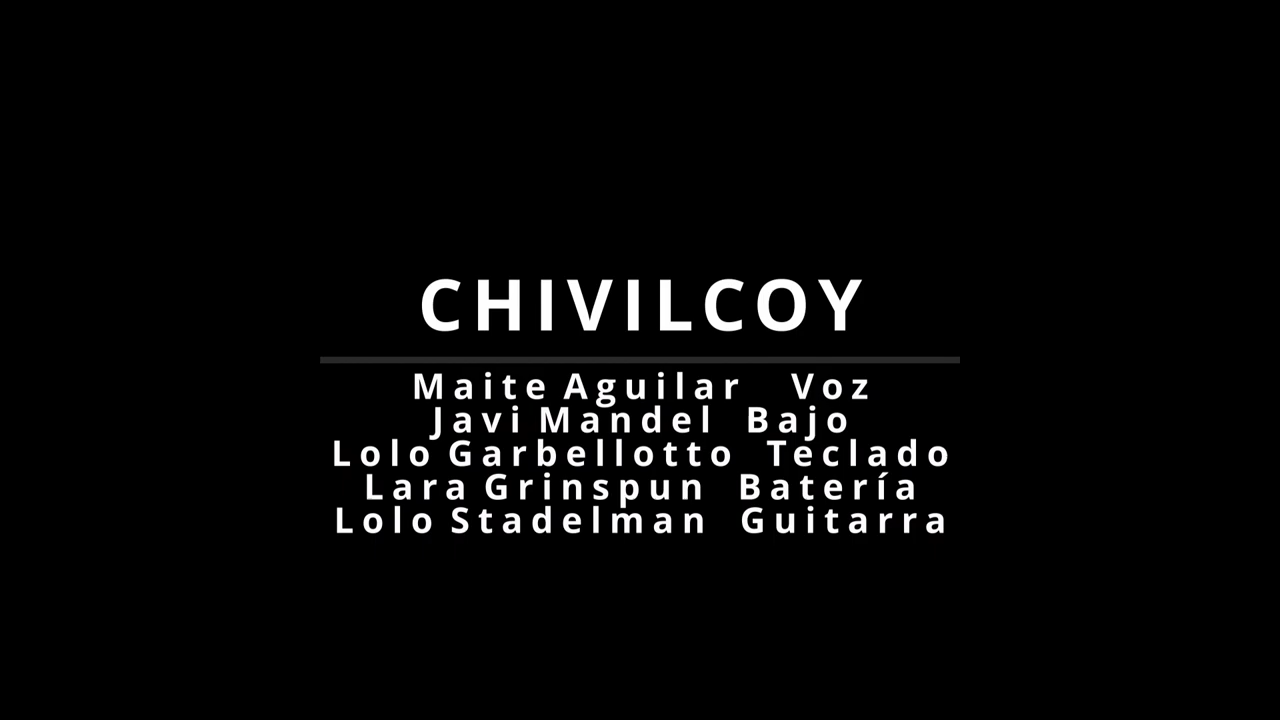 CHIVILCOY
Maite Aguilar Voz
Javi Mandel Bajo
Lolo Garbellotto Teclado
Lara Grinspun Batería
Lolo Stadelman Guitarra